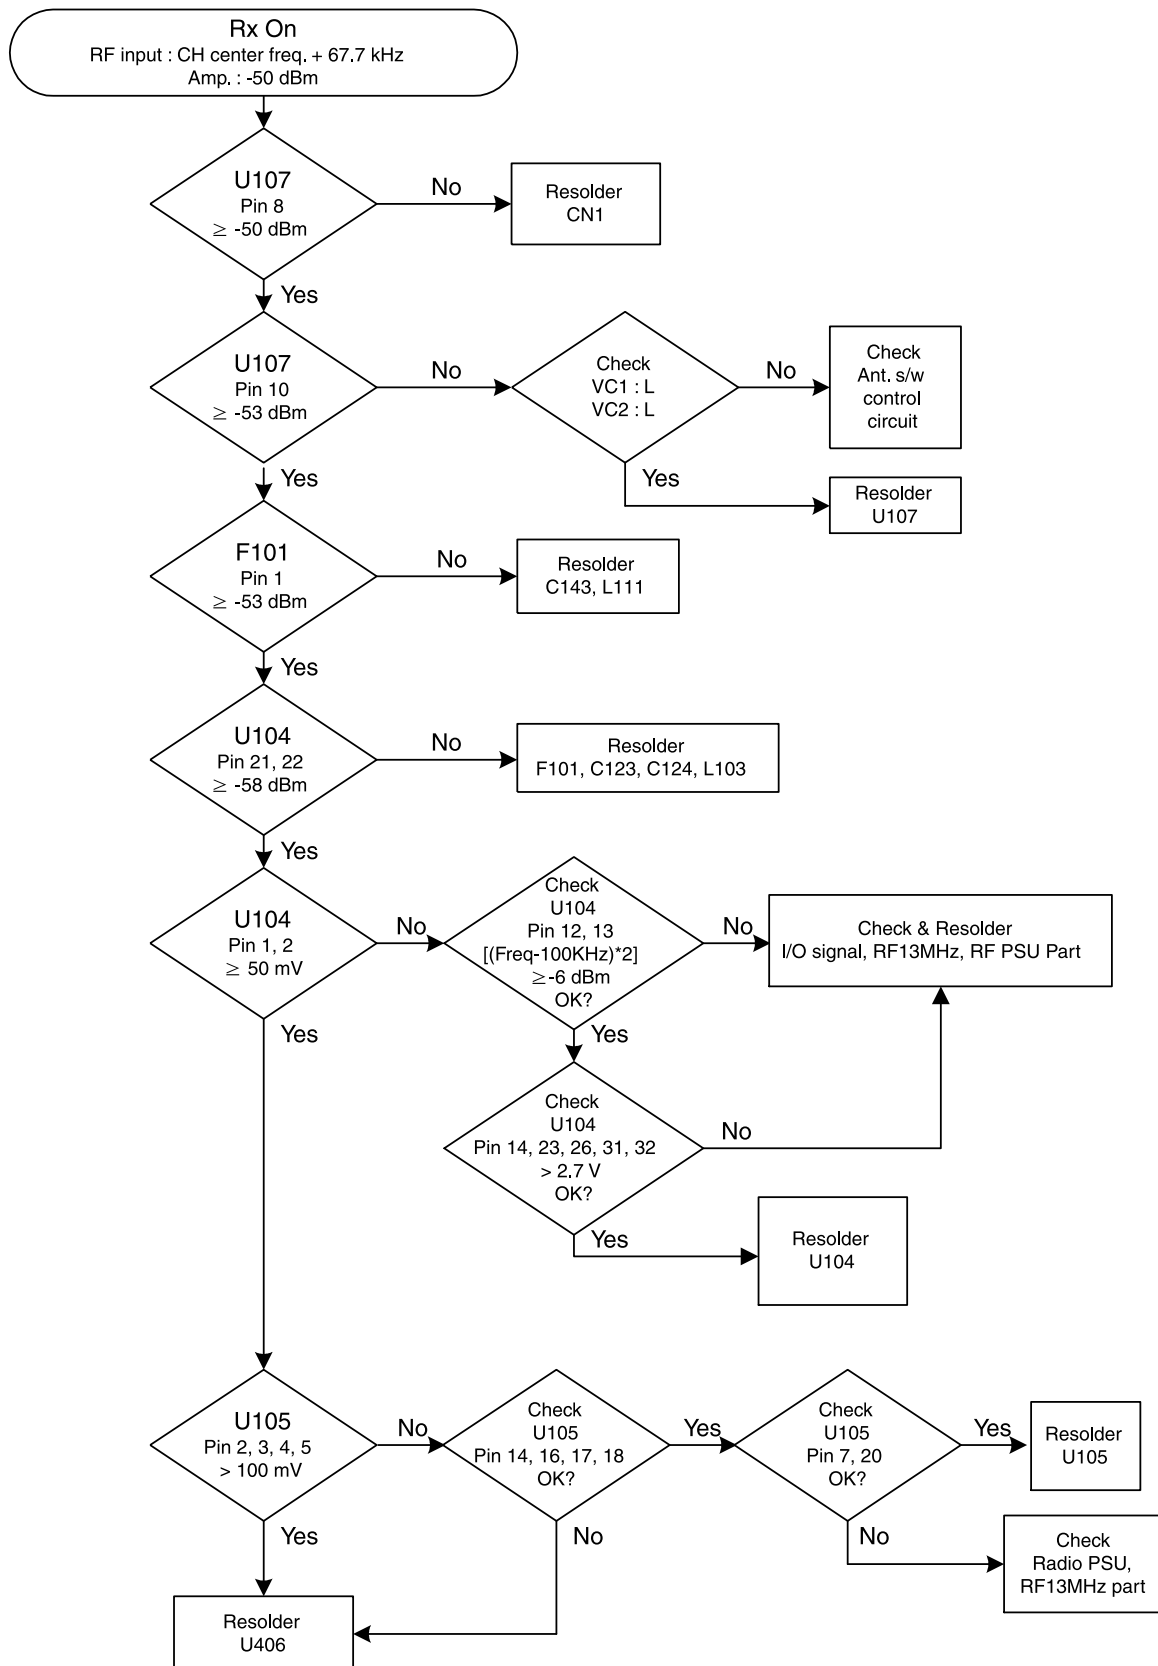 Rx On
RF input : CH center freq. + 67.7 kHz
Amp. : -50 dBm
U107
Pin 8
≥ -50 dBm
No
Resolder
CN1
Yes
U107
Pin 10
≥ -53 dBm
No
Check
VC1 : L
VC2 : L
No
Check
Ant. s/w
control
circuit
Yes
Resolder
U107
Yes
F101
Pin 1
≥ -53 dBm
No
Resolder
C143, L111
Yes
U104
Pin 21, 22
≥ -58 dBm
No
Resolder
F101, C123, C124, L103
Yes
U104
Pin 1, 2
≥ 50 mV
No
Check
U104
Pin 12, 13
[(Freq-100KHz)*2]
≥-6 dBm
OK?
No
Check & Resolder
I/O signal, RF13MHz, RF PSU Part
Yes
Yes
Check
U104
Pin 14, 23, 26, 31, 32
> 2.7 V
OK?
No
Yes
Resolder
U104
U105
Pin 2, 3, 4, 5
> 100 mV
No
Check
U105
Pin 14, 16, 17, 18
OK?
Yes
Check
U105
Pin 7, 20
OK?
Yes
Resolder
U105
Yes
No
No
Check
Radio PSU,
RF13MHz part
Resolder
U406